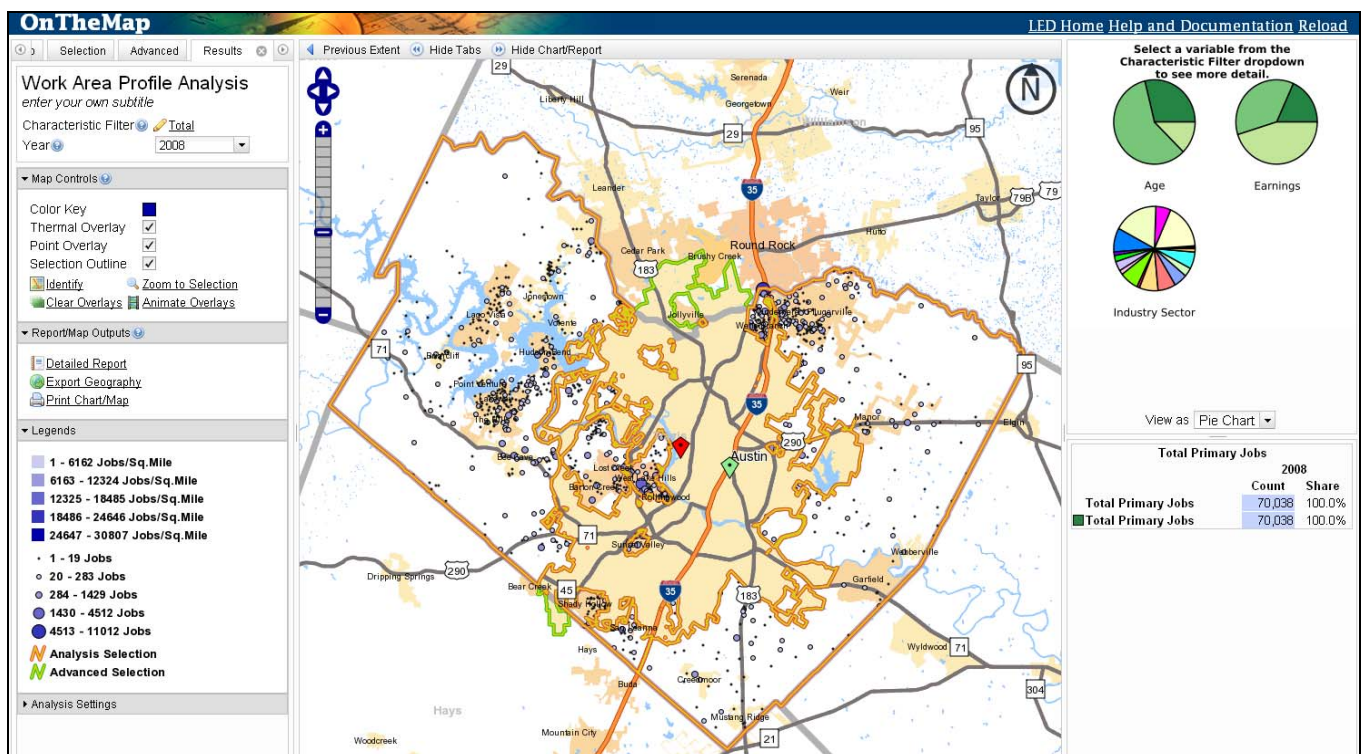 OnTheMap
LED Home Help and Documentation Reload
Selection
Advanced
Results
Previous Extent
Hide Tabs
Hide Chart/Report
Work Area Profile Analysis
enter your own subtitle
Characteristic Filter Total
Year 2008
Map Controls
Color Key
Thermal Overlay
Point Overlay
Selection Outline
Identify Zoom to Selection
Clear Overlays Animate Overlays
Report/Map Outputs
Detailed Report
Export Geography
Print Chart/Map
Legends
1 - 6162 Jobs/Sq.Mile
6163 - 12324 Jobs/Sq.Mile
12325 - 18485 Jobs/Sq.Mile
18486 - 24646 Jobs/Sq.Mile
24647 - 30807 Jobs/Sq.Mile
1 - 19 Jobs
20 - 283 Jobs
284 - 1429 Jobs
1430 - 4512 Jobs
4513 - 11012 Jobs
Analysis Selection
Advanced Selection
Analysis Settings
29
Serenada
Liberty Hill
Georgetown
Weir
Williamson
N
29
95
35
Leander
Taylor
79B
79
Hutto
Round Rock
Cedar Park
Brushy Creek
183
Jonestown
Lago Vista
Volente
Jollyville
Pflugerville
71
Hudson Bend
95
Point Venture
35
Manor
Elgin
290
Bee Cave
Lost Creek
Austin
West Lake Hills
Barton Creek
Rollingwood
71
Sunset Valley
Webberville
290
Dripping Springs
Bear Creek
45
35
183
Garfield
Shady Hollow
San Leanna
Hays
Wyldwood
71
Buda
Creedmoor
304
Hays
Mustang Ridge
Mountain City
21
Woodcreek
Select a variable from the
Characteristic Filter dropdown
to see more detail.
Age
Earnings
Industry Sector
View as Pie Chart
Total Primary Jobs
2008
Count Share
Total Primary Jobs 70,038 100.0%
Total Primary Jobs 70,038 100.0%